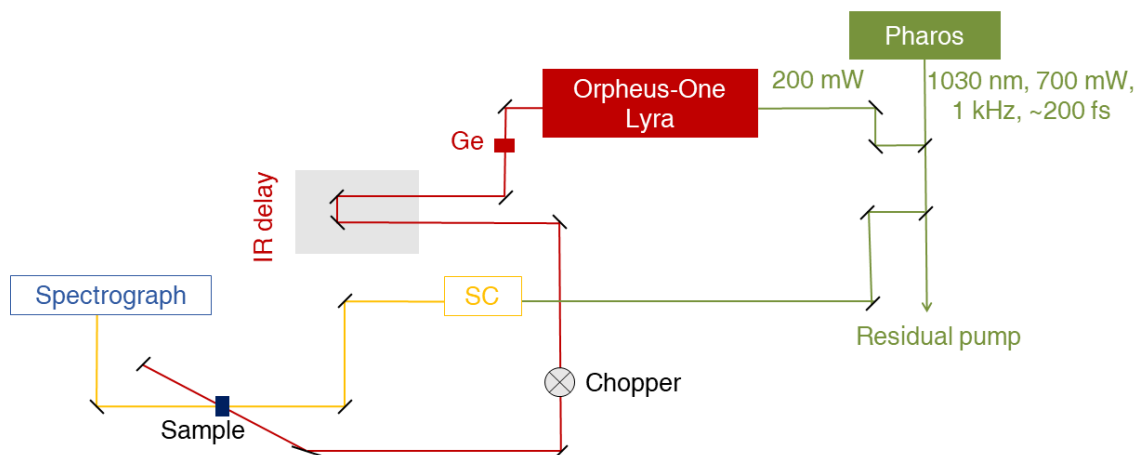 Pharos
Orpheus-One
Lyra
200 mW
1030 nm, 700 mW,
1 kHz, ~200 fs
Ge
IR delay
Spectrograph
SC
Residual pump
Chopper
Sample